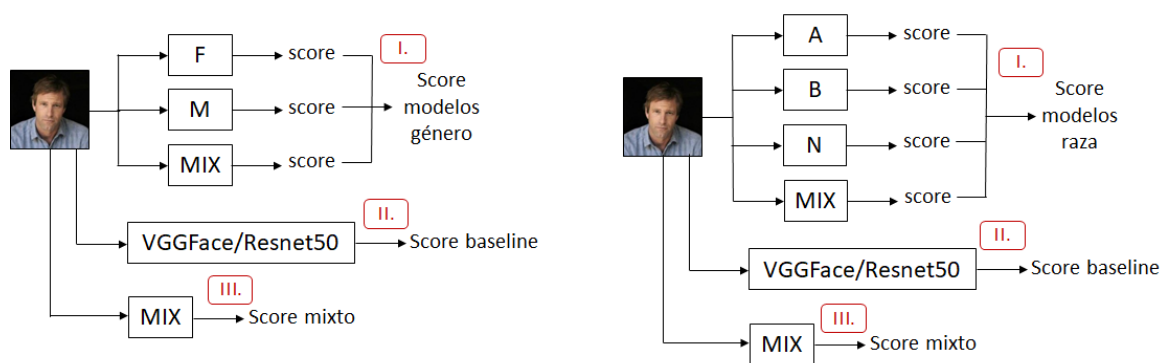 F
score
I.
M
score
Score
modelos
género
MIX
score
II.
VGGFace/Resnet50
Score baseline
III.
MIX
Score mixto
A
score
I.
B
score
Score
modelos
raza
N
score
MIX
score
II.
VGGFace/Resnet50
Score baseline
III.
MIX
Score mixto